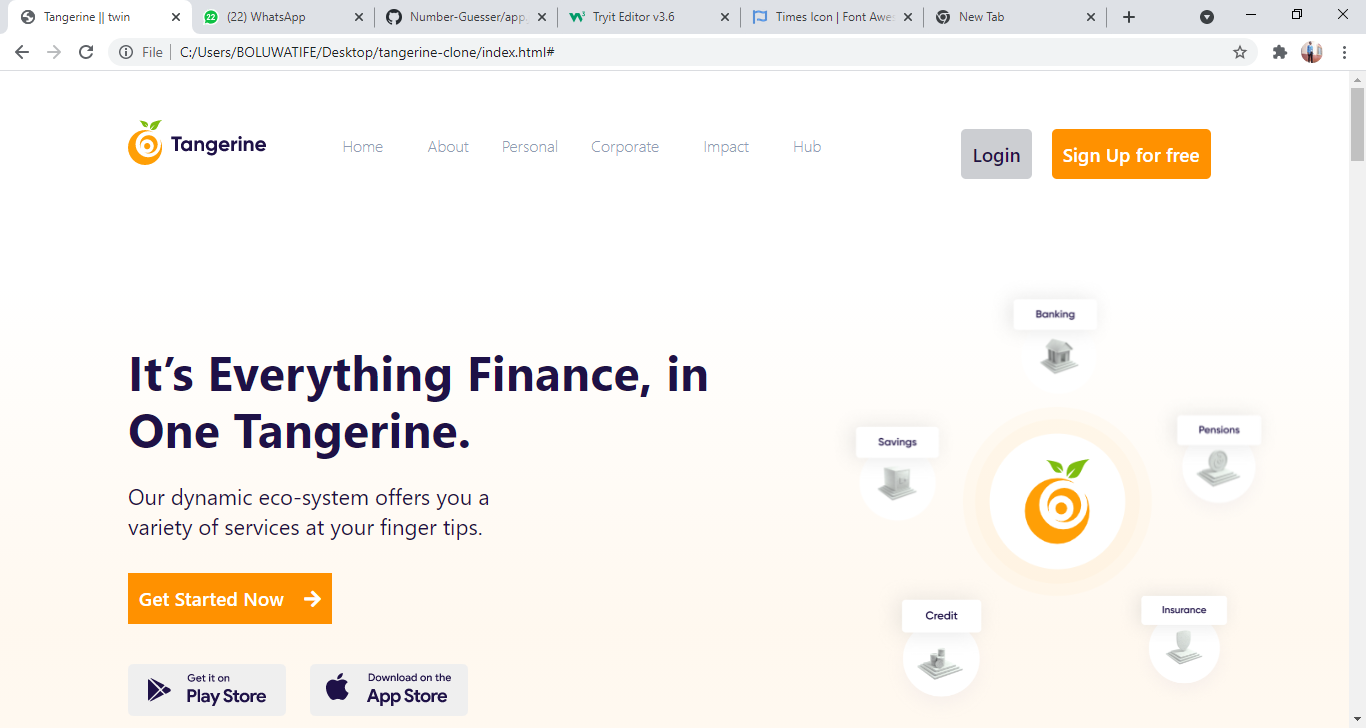 Tangerine || twin
(22) WhatsApp
Number-Guesser/app.
Tryit Editor v3.6
Times Icon | Font Awes
New Tab
File
C:/Users/BOLUWATIFE/Desktop/tangerine-clone/index.html#
Tangerine
Home
About
Personal
Corporate
Impact
Hub
Login
Sign Up for free
It’s Everything Finance, in
One Tangerine.
Our dynamic eco-system offers you a
variety of services at your finger tips.
Get Started Now
Get it on
Play Store
Download on the
App Store
Banking
Savings
Pensions
Credit
Insurance